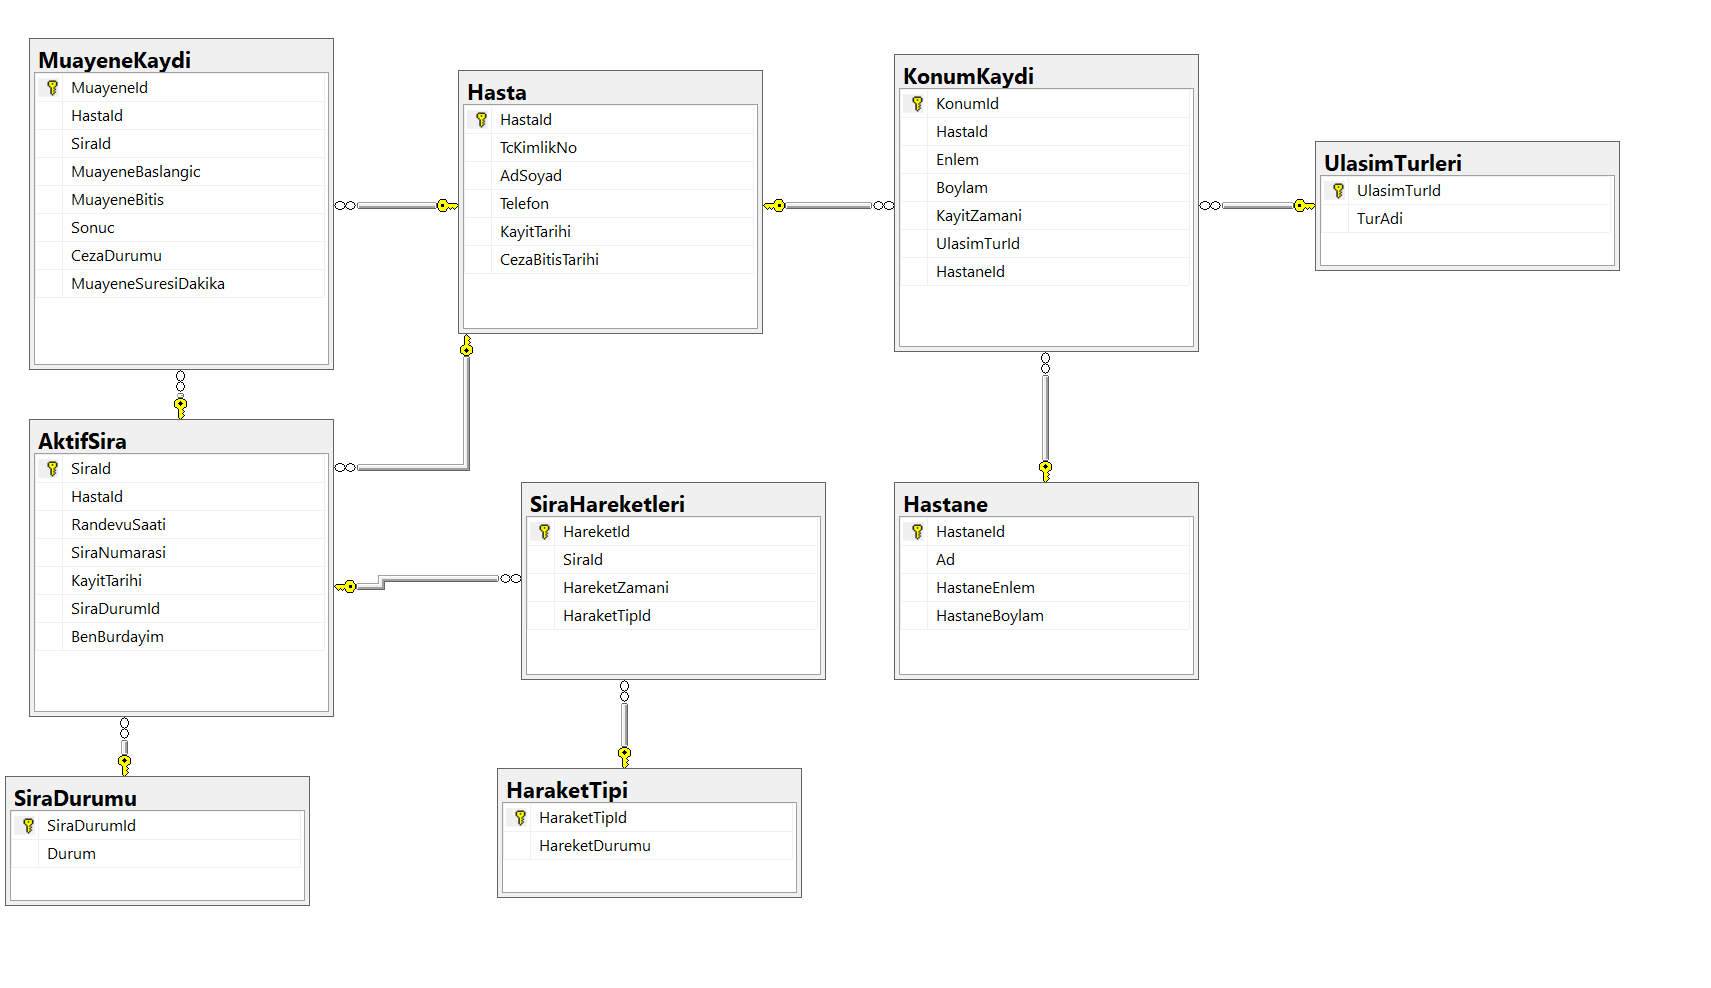 MuayeneKaydi
MuayeneId
HastaId
SiraId
MuayeneBaslangic
MuayeneBitis
Sonuc
CezaDurumu
MuayeneSuresiDakika
Hasta
HastaId
TcKimlikNo
AdSoyad
Telefon
KayitTarihi
CezaBitisTarihi
KonumKaydi
KonumId
HastaId
Enlem
Boylam
KayitZamani
UlasimTurId
HastaneId
UlasimTurleri
UlasimTurId
TurAdi
AktifSira
SiraId
HastaId
RandevuSaati
SiraNumarasi
KayitTarihi
SiraDurumId
BenBurdayim
SiraHareketleri
HareketId
SiraId
HareketZamani
HaraketTipId
Hastane
HastaneId
Ad
HastaneEnlem
HastaneBoylam
SiraDurumu
SiraDurumId
Durum
HaraketTipi
HaraketTipId
HareketDurumu